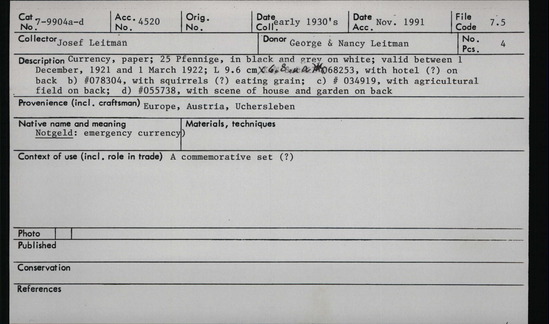 Cat No. 7-9904a-d Acc. No. 4520 Orig. No. Date Coll. early 1930's Date Acc. Nov. 1991 File Code 7.5
Collector Josef Leitman Donor George & Nancy Leitman No. Pcs. 4
Description Currency, paper; 25 Pfennige, in black and grey on white; valid between 1
December, 1921 and 1 March 1922; L 9.6 cm 068253, with hotel (?) on
back b) #078304, with squirrels (?) eating grain; c) # 034919, with agricultural
field on back; d) #055738, with scene of house and garden on back
Provenience (incl. craftsman) Europe, Austria, Uchersleben
Native name and meaning Materials, techniques
Notgeld: emergency currency)
Context of use (incl. role in trade) A commemorative set (?)
Photo
Published
Conservation
References